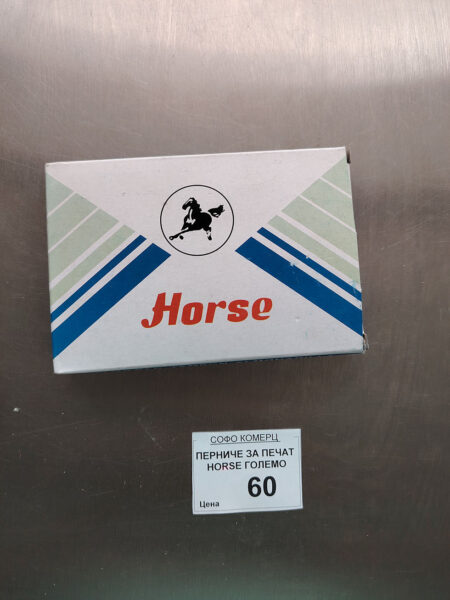 Horse
СОФО КОМЕРЦ
ПЕРНИЧЕ ЗА ПЕЧАТ
HORSE ГОЛЕМО
Цена 60